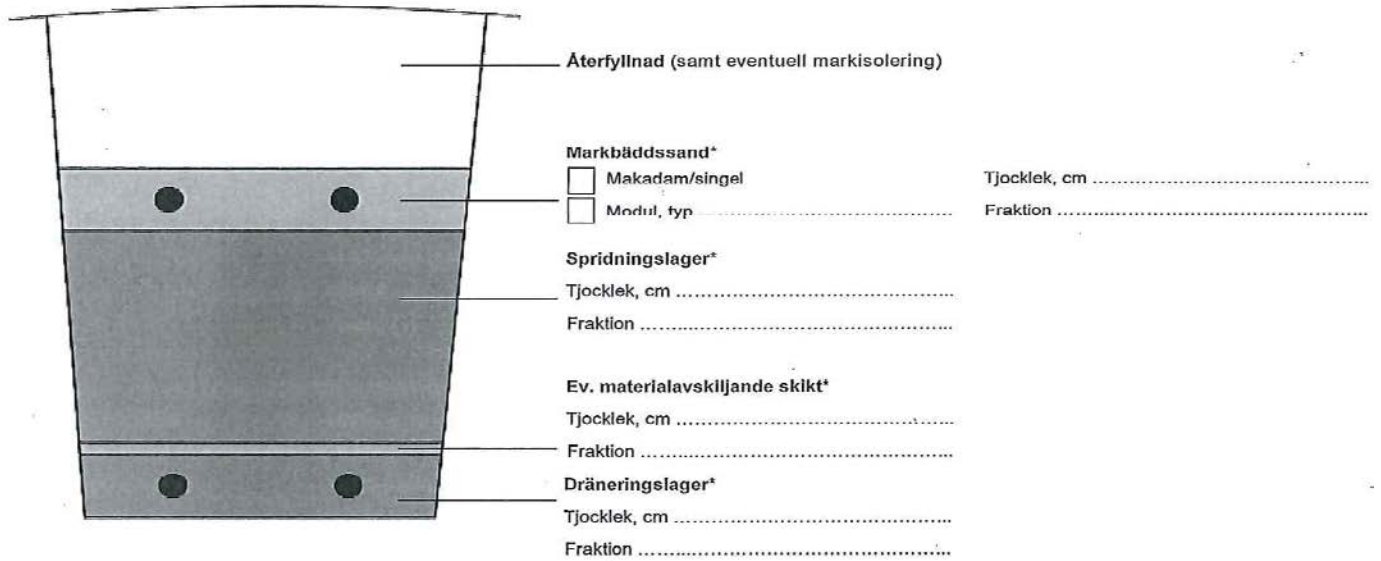 Återfyllnad (samt eventuell markisolering)
Markbäddssand*
Makadam/singel
Tjocklek, cm ................................................
Modul, typ ................................................
Fraktion ................................................
Spridningslager*
Tjocklek, cm ................................................
Fraktion ................................................
Ev. materialavskiljande skikt*
Tjocklek, cm ................................................
Fraktion ................................................
Dräneringslager*
Tjocklek, cm ................................................
Fraktion ................................................